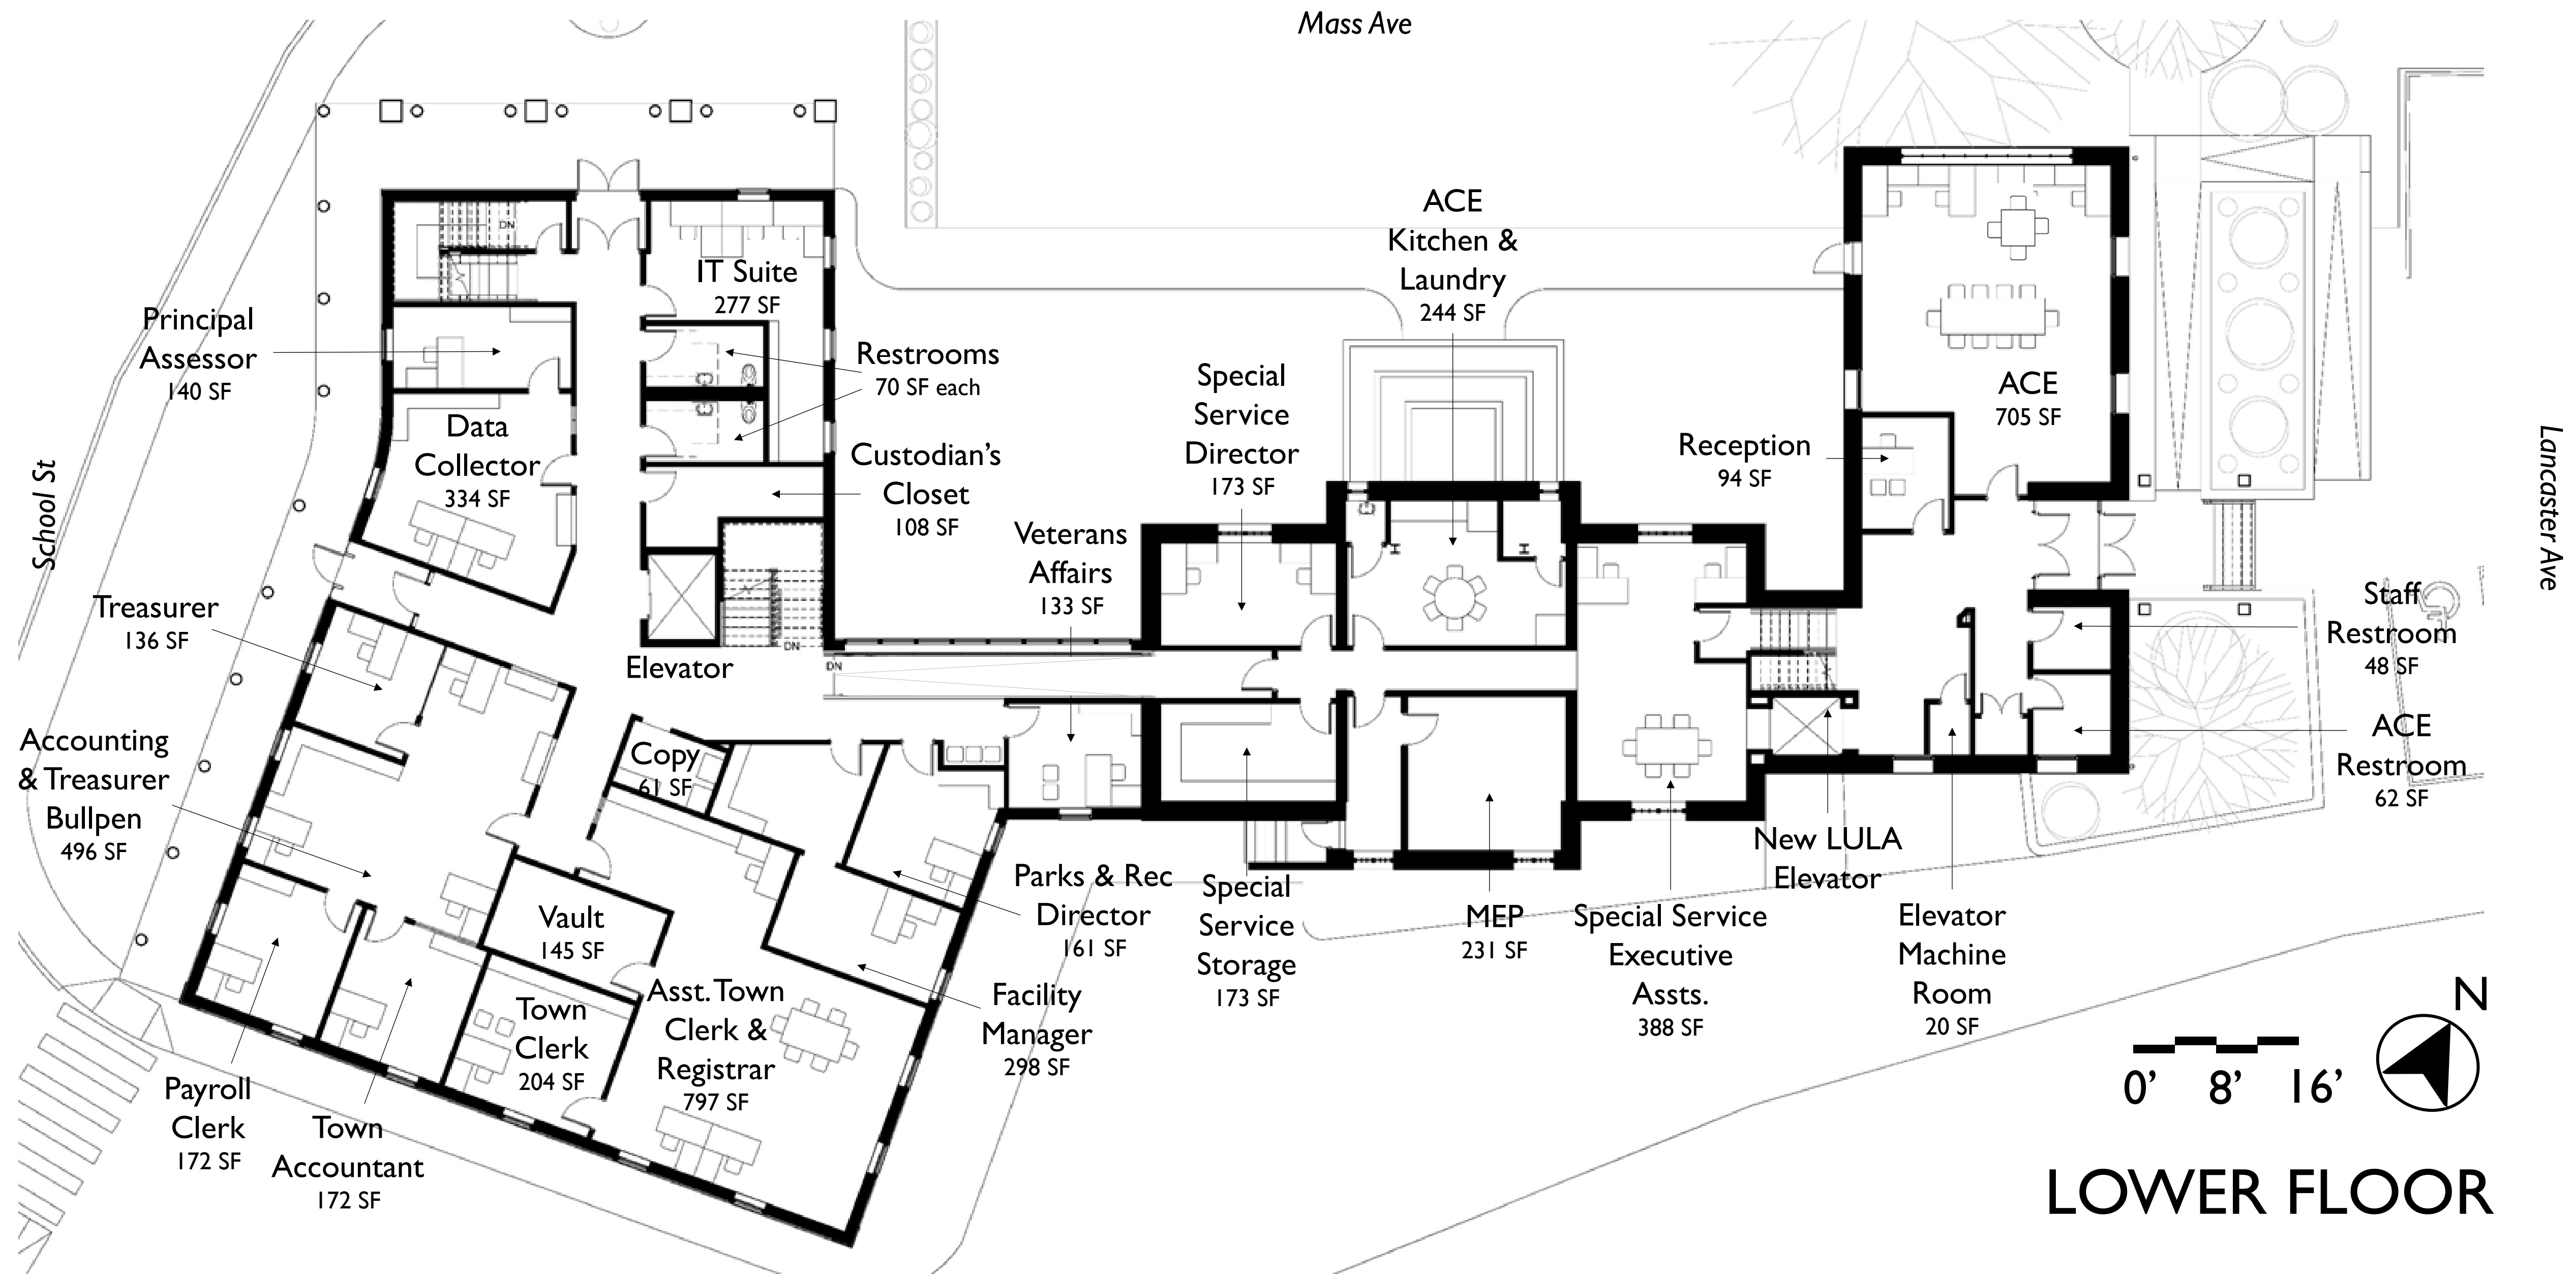 Mass Ave
DN
IT Suite
277 SF
Principal
Assessor
140 SF
Restrooms
70 SF each
Data
Collector
334 SF
Custodian's
Closet
108 SF
School St
Treasurer
136 SF
Elevator
DN
DN
Veterans
Affairs
133 SF
Special
Service
Director
173 SF
ACE
Kitchen &
Laundry
244 SF
Reception
94 SF
ACE
705 SF
Lancaster Ave
Staff
Restroom
48 SF
ACE
Restroom
62 SF
Accounting
& Treasurer
Bullpen
496 SF
Copy
61 SF
Vault
145 SF
Town
Clerk
204 SF
Asst. Town
Clerk &
Registrar
797 SF
Payroll
Clerk
172 SF
Town
Accountant
172 SF
Parks & Rec
Director
161 SF
Facility
Manager
298 SF
Special
Service
Storage
173 SF
MEP
231 SF
Special Service
Executive
Assts.
388 SF
New LULA
Elevator
Elevator
Machine
Room
20 SF
N
0' 8' 16'
LOWER FLOOR